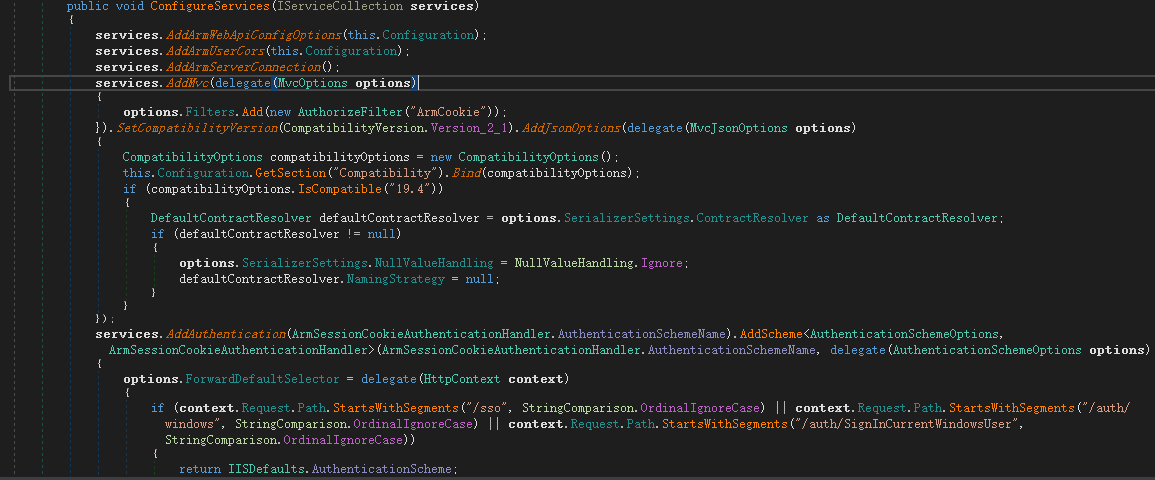 public void ConfigureServices(IServiceCollection services)
{
services.AddArmWebApiConfigOptions(this.Configuration);
services.AddArmUserCors(this.Configuration);
services.AddArmServerConnection();
services.AddMvc(delegate(MvcOptions options)
{
options.Filters.Add(new AuthorizeFilter("ArmCookie"));
}).SetCompatibilityVersion(CompatibilityVersion.Version_2_1).AddJsonOptions(delegate(MvcJsonOptions options)
{
CompatibilityOptions compatibilityOptions = new CompatibilityOptions();
this.Configuration.GetSection("Compatibility").Bind(compatibilityOptions);
if (compatibilityOptions.IsCompatible("19.4"))
{
DefaultContractResolver defaultContractResolver = options.SerializerSettings.ContractResolver as DefaultContractResolver;
if (defaultContractResolver != null)
{
options.SerializerSettings.NullValueHandling = NullValueHandling.Ignore;
defaultContractResolver.NamingStrategy = null;
}
}
});
services.AddAuthentication(ArmSessionCookieAuthenticationHandler.AuthenticationSchemeName).AddScheme<AuthenticationSchemeOptions,
ArmSessionCookieAuthenticationHandler>(ArmSessionCookieAuthenticationHandler.AuthenticationSchemeName, delegate(AuthenticationSchemeOptions options)
{
options.ForwardDefaultSelector = delegate(HttpContext context)
{
if (context.Request.Path.StartsWithSegments("/sso", StringComparison.OrdinalIgnoreCase) || context.Request.Path.StartsWithSegments("/auth/
windows", StringComparison.OrdinalIgnoreCase) || context.Request.Path.StartsWithSegments("/auth/SignInCurrentWindowsUser",
StringComparison.OrdinalIgnoreCase))
{
return IISDefaults.AuthenticationScheme;